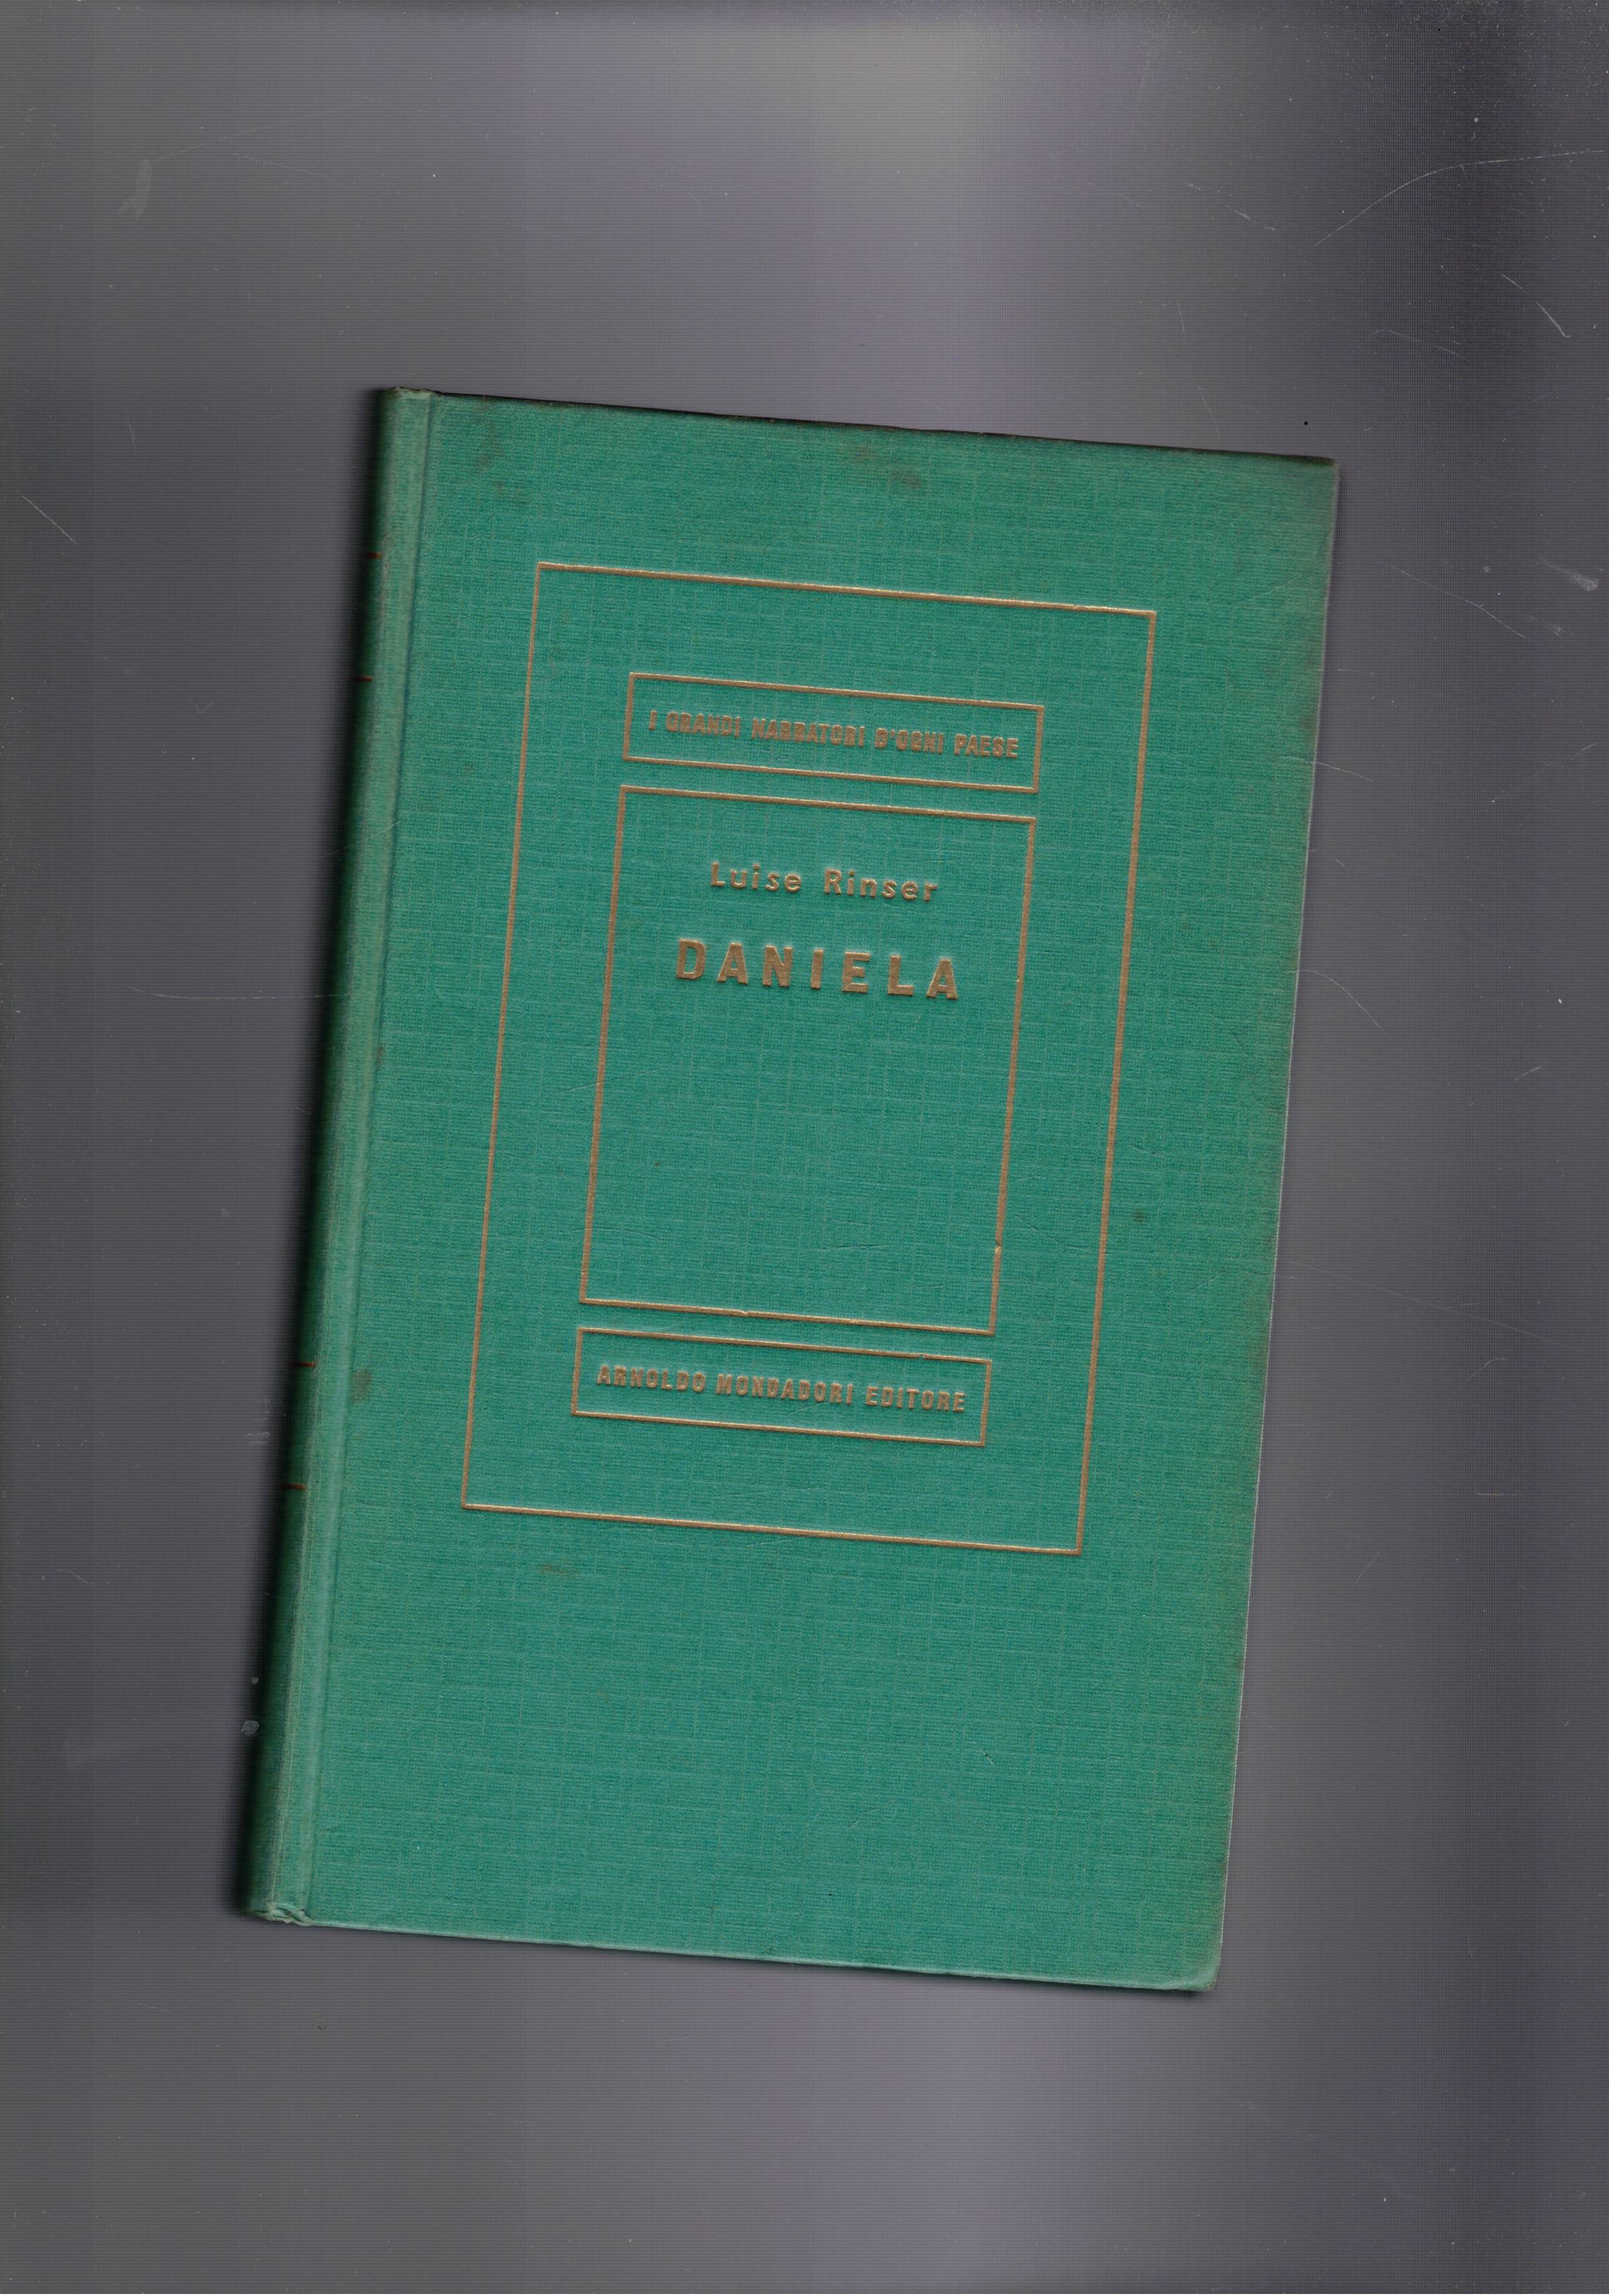 I GRANDI NARRATORI D'OGNI PAESE
Luise Rinser
DANIELA
ARNOLDO MONDADORI EDITORE